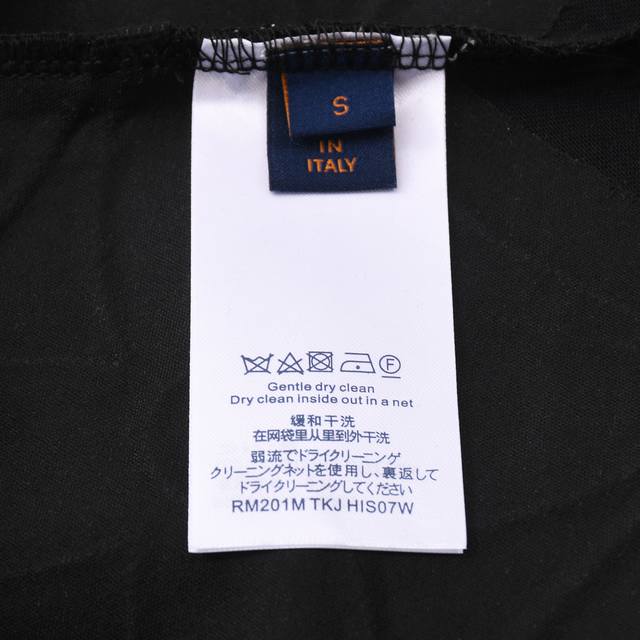 S
IN
ITALY
F
Gentle dry clean
Dry clean inside out in a net
缓和干洗
在网袋里从里到外干洗
弱流でドライクリーニング
クリーニングネットを使用し、裏返して
ドライクリーニングしてください
RM201M TKJ HIS07W